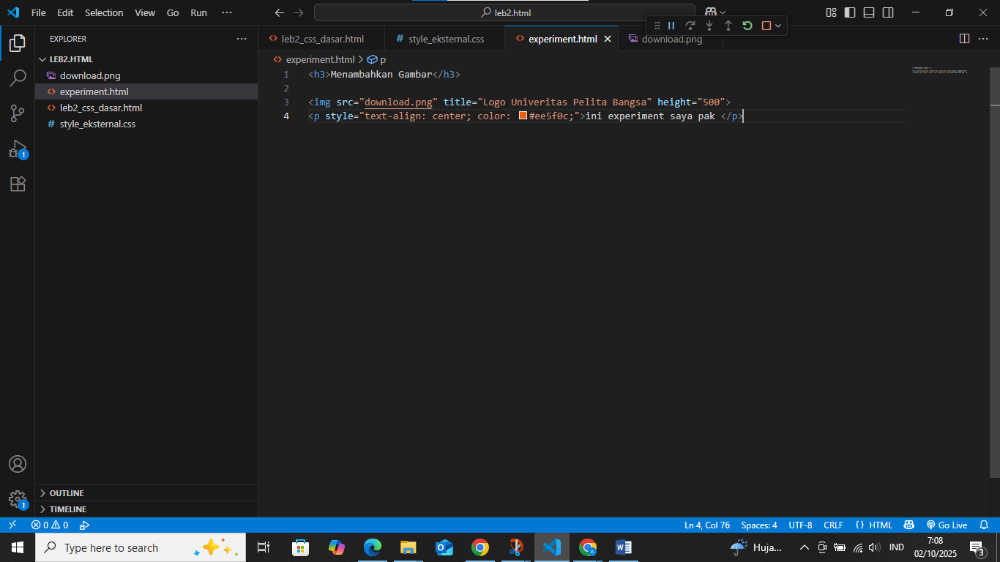 File Edit Selection View Go Run ··· leb2.html
EXPLORER ···
LEB2.HTML
download.png
experiment.html
leb2_css_dasar.html
style_eksternal.css
leb2_css_dasar.html style_eksternal.css experiment.html download.png
experiment.html > p
1 <h3>Menambahkan Gambar</h3>
2
3 <img src="download.png" title="Logo Univeritas Pelita Bangsa" height="500">
4 <p style="text-align: center; color: #ee5f0c;">ini experiment saya pak </p>
1
1
OUTLINE
TIMELINE
0 0 Ln 4, Col 76 Spaces: 4 UTF-8 CRLF {} HTML Go Live
Type here to search Huja... IND 7:08
02/10/2025 3